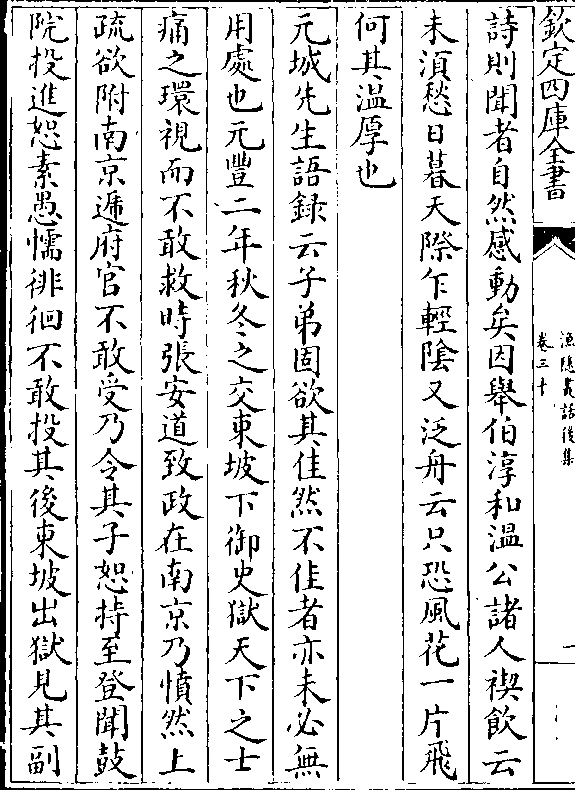 欽定四庫全書
漁隱叢話後集
卷三十
一
詩則聞者自然感動矣因舉伯淳和溫公諸人禊飲云
未湏愁日暮天際乍輕陰又泛舟云只恐風花一片飛
何其溫厚也
元城先生語録云子弟固欲其佳然不佳者亦未必無
用處也元豐二年秋冬之交東坡下御史獄天下之士
痛之環視而不敢救時張安道致政在南京乃憤然上
疏欲附南京遞府官不敢受乃令其子恕持至登聞鼓
院投進恕素愚懦徘徊不敢投其後東坡出獄見其副